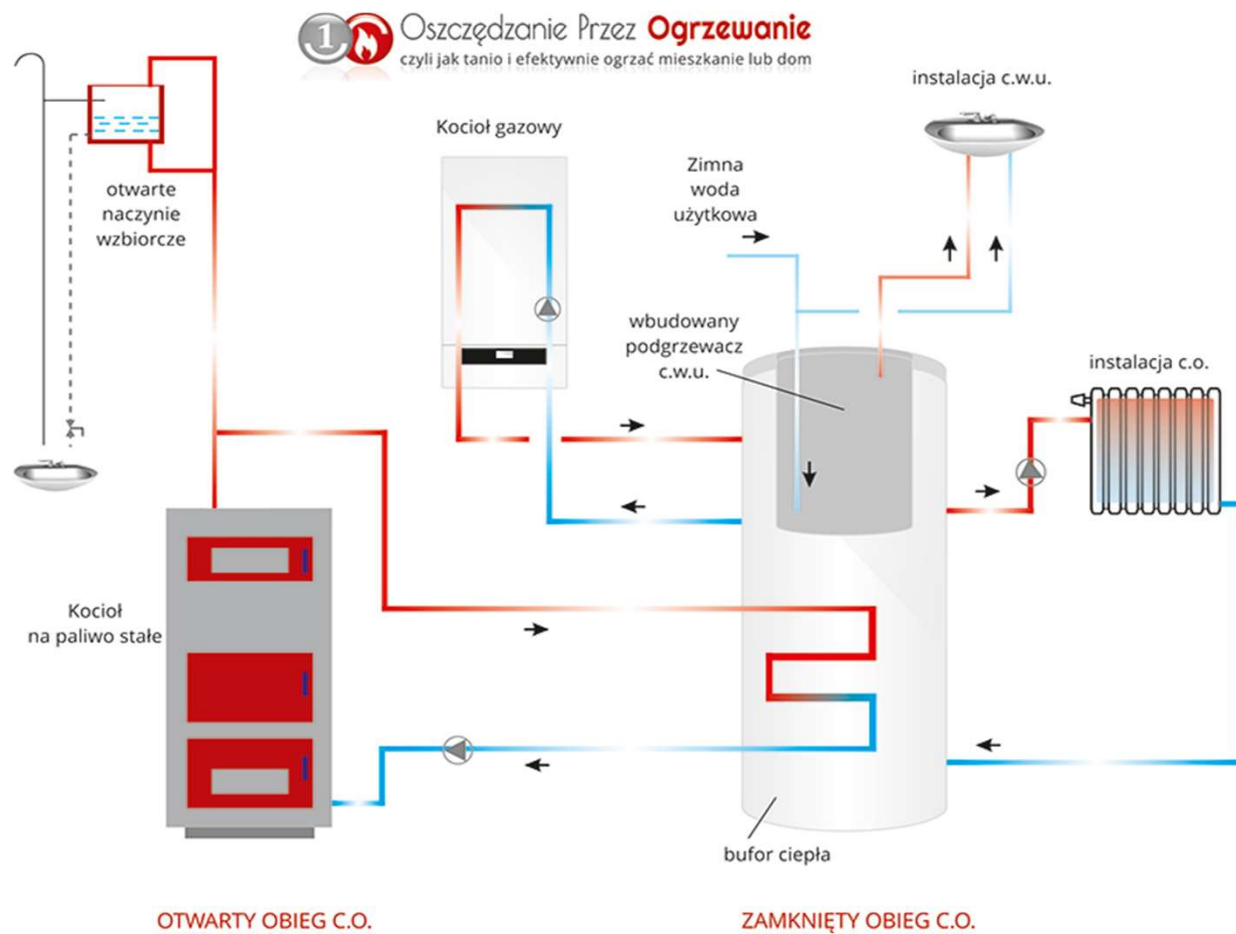 1 Oszczędzanie Przez Ogrzewanie
czyli jak tanio i efektywnie ogrzać mieszkanie lub dom
instalacja c.w.u.
Kocioł gazowy
Zimna
woda
użytkowa
otwarte
naczynie
wzbiorcze
wbudowany
podgrzewacz
c.w.u.
instalacja c.o.
Kocioł
na paliwo stałe
bufor ciepła
OTWARTY OBIEG C.O.
ZAMKNIĘTY OBIEG C.O.